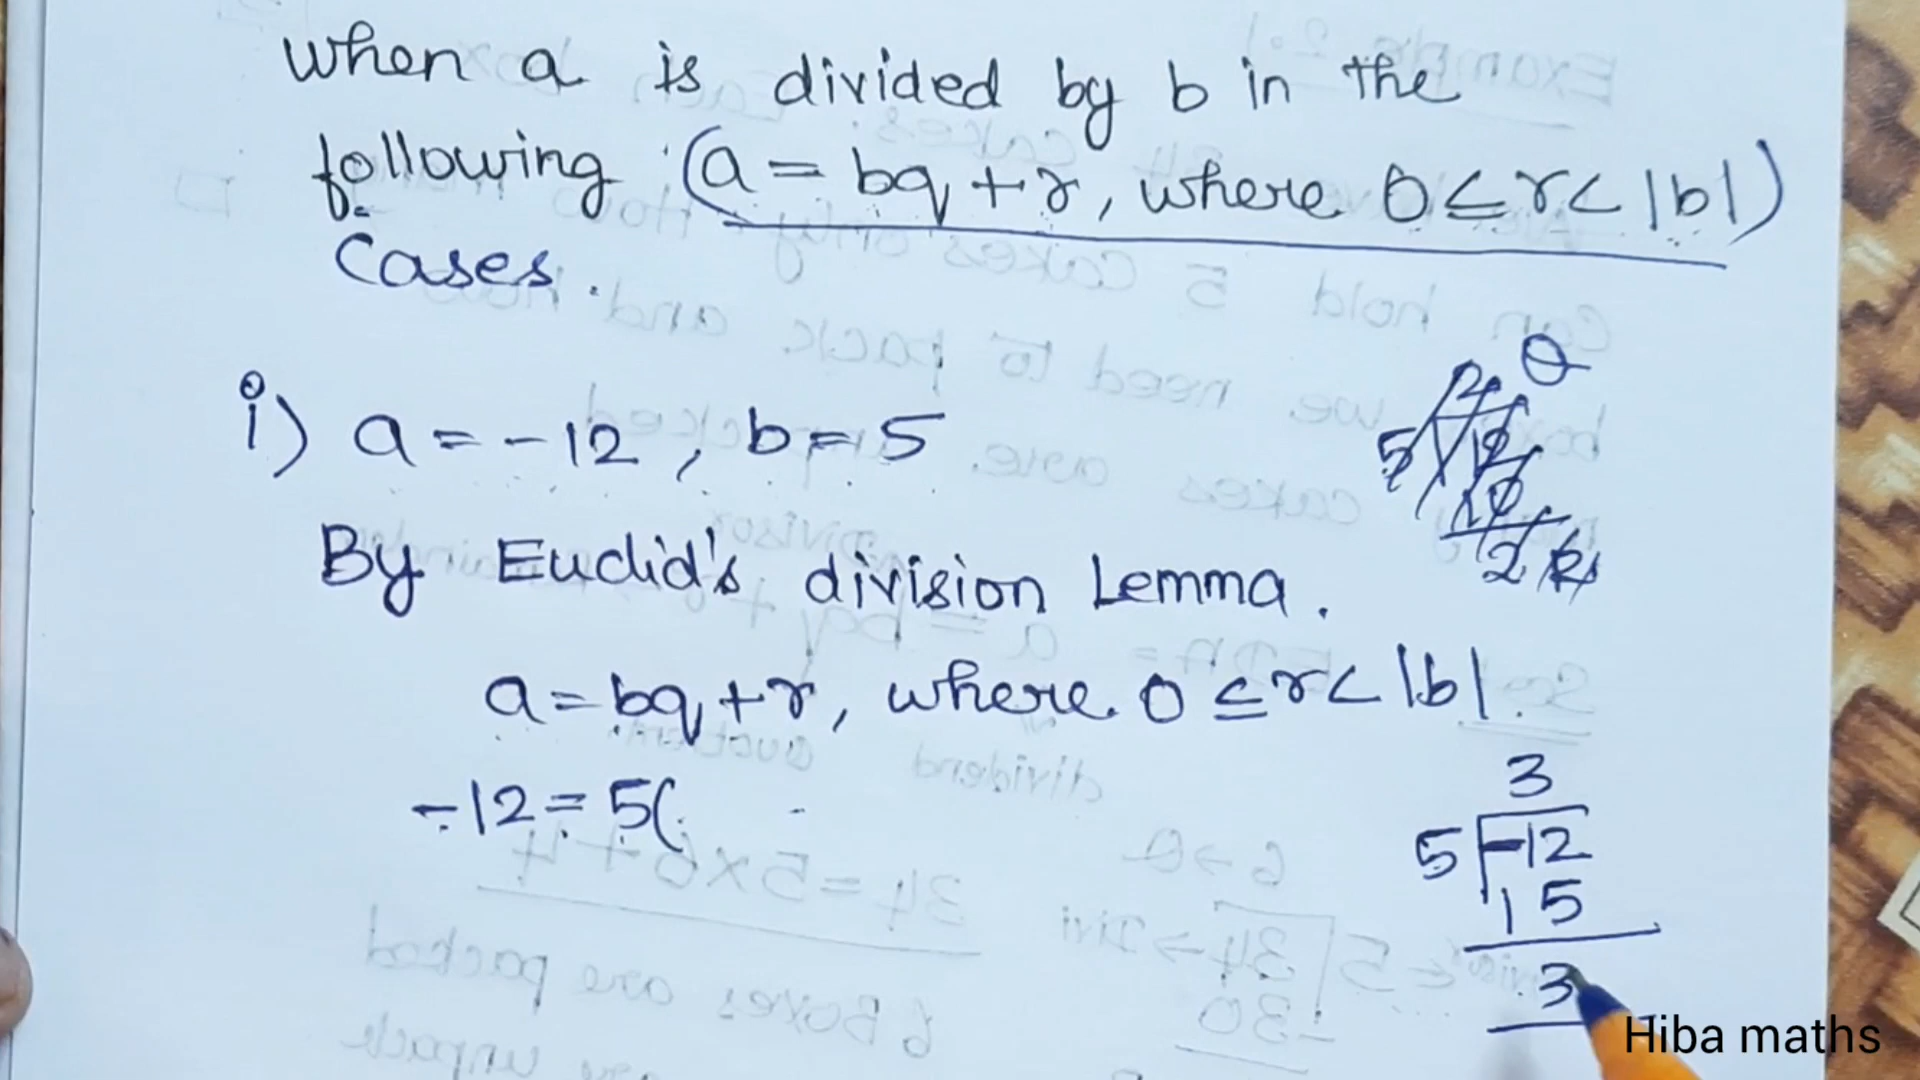 when a is divided by b in the
following (a = bq + r, where 0 ≤ r < |b|)
Cases.
i) a = -12, b = 5
By Euclid's division Lemma.
a = bq + r, where 0 ≤ r < |b|.
-12 = 5(
3
5 -12
15
3
Hiba maths